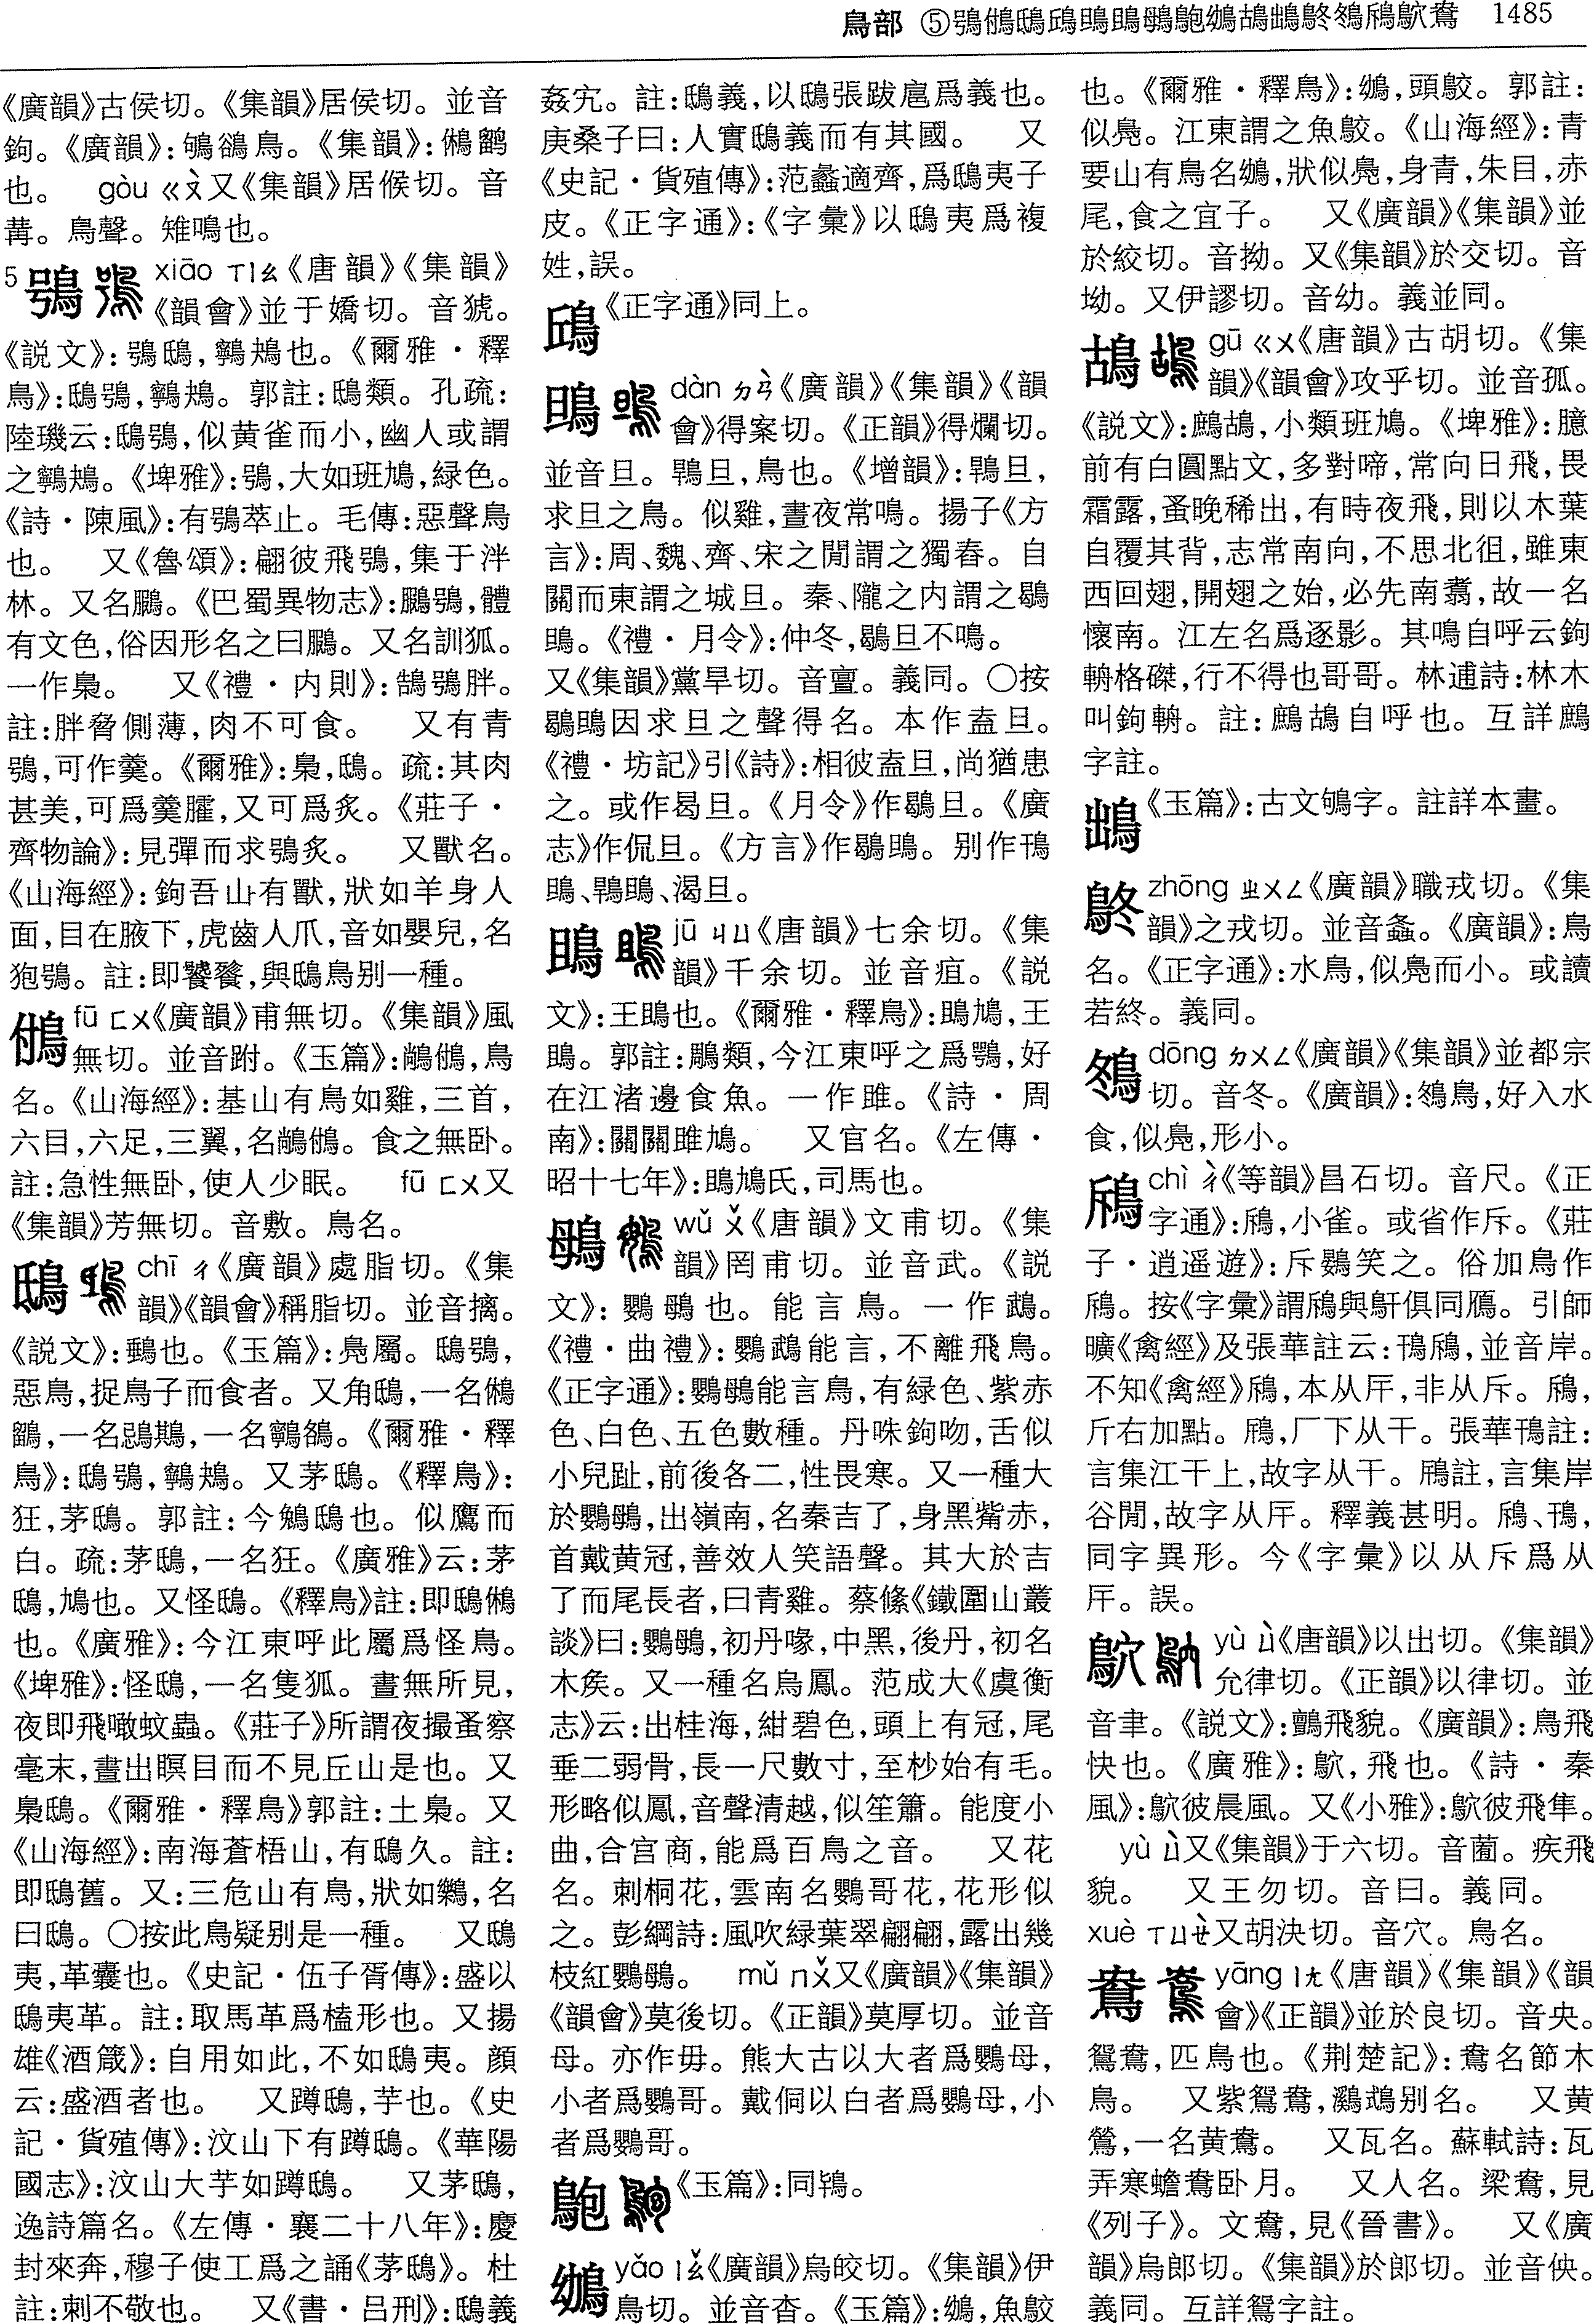 鳥部 ⑤鴞鳺鴟䲴鴠鴡鴟鴾鮑鴢鴣𪀔鴤鴤鳸鴥鴦 1485
《廣韻》古侯切。《集韻》居侯切。並音
鉤。《廣韻》:鴝鵒鳥。《集韻》:鵂鶹
也。 gòu ㄍㄡˋ又《集韻》居候切。音
冓。鳥聲。雉鳴也。
5 鴞 xiāo ㄒㄧㄠ《唐韻》《集韻》
《韻會》並于嬌切。音猇。
《説文》:鴞鴟,鸋鴂也。《爾雅·釋
鳥》:鴟鴞,鸋鴂。郭註:鴟類。孔疏:
陸璣云:鴟鴞,似黄雀而小,幽人或謂
之鸋鴂。《埤雅》:鴞,大如班鳩,緑色。
《詩·陳風》:有鴞萃止。毛傳:惡聲鳥
也。 又《魯頌》:翩彼飛鴞,集于泮
林。又名鵩。《巴蜀異物志》:鵩鴞,體
有文色,俗因形名之曰鵩。又名訓狐。
一作梟。 又《禮·内則》:鵠鴞胖。
註:胖脅側薄,肉不可食。 又有青
鴞,可作羹。《爾雅》:梟,鴟。疏:其肉
甚美,可爲羹臛,又可爲炙。《莊子·
齊物論》:見彈而求鴞炙。 又獸名。
《山海經》:鉤吾山有獸,狀如羊身人
面,目在腋下,虎齒人爪,音如嬰兒,名
狍鴞。註:即饕餮,與鴟鳥别一種。
fū ㄈㄨ《廣韻》甫無切。《集韻》風
無切。並音跗。《玉篇》:鷩,鳥
名。《山海經》:基山有鳥如雞,三首,
六目,六足,三翼,名。食之無卧。
註:急性無卧,使人少眠。 fū ㄈㄨ又
《集韻》芳無切。音敷。鳥名。
鴟 chī ㄔ《廣韻》處脂切。《集
韻》《韻會》稱脂切。並音摛。
《説文》:鵄也。《玉篇》:鳧屬。鴟鴞,
惡鳥,捉鳥子而食者。又角鴟,一名鵂
鶹,一名鵋鶀,一名鸋鵅。《爾雅·釋
鳥》:鴟鴞,鸋鴂。又茅鴟。《釋鳥》:
狂,茅鴟。郭註:今鵵鴟也。似鷹而
白。疏:茅鴟,一名狂。《廣雅》云:茅
鴟,鳩也。又怪鴟。《釋鳥》註:即鴟鵂
也。《廣雅》:今江東呼此屬爲怪鳥。
《埤雅》:怪鴟,一名隻狐。晝無所見,
夜即飛噉蚊蟲。《莊子》所謂夜撮蚤察
毫末,晝出瞑目而不見丘山是也。又
梟鴟。《爾雅·釋鳥》郭註:土梟。又
《山海經》:南海蒼梧山,有鴟久。註:
即鴟舊。又:三危山有鳥,狀如鸈,名
曰鴟。〇按此鳥疑别是一種。 又鴟
夷,革囊也。《史記·伍子胥傳》:盛以
鴟夷革。註:取馬革爲榼形也。又揚
雄《酒箴》:自用如此,不如鴟夷。顔
云:盛酒者也。 又蹲鴟,芋也。《史
記·貨殖傳》:汶山下有蹲鴟。《華陽
國志》:汶山大芋如蹲鴟。 又茅鴟,
逸詩篇名。《左傳·襄二十八年》:慶
封來奔,穆子使工爲之誦《茅鴟》。杜
註:刺不敬也。 又《書·吕刑》:鴟義
姦宄。註:鴟義,以鴟張跋扈爲義也。
庚桑子曰:人實鴟義而有其國。 又
《史記·貨殖傳》:范蠡適齊,爲鴟夷子
皮。《正字通》:《字彙》以鴟夷爲複
姓,誤。
《正字通》同上。
鴠 dàn ㄉㄢˋ《廣韻》《集韻》《韻
會》得案切。《正韻》得爛切。
並音旦。鶡旦,鳥也。《增韻》:鶡旦,
求旦之鳥。似雞,晝夜常鳴。揚子《方
言》:周、魏、齊、宋之閒謂之獨舂。自
關而東謂之城旦。秦、隴之内謂之鶡
鴠。《禮·月令》:仲冬,鶡旦不鳴。
又《集韻》黨旱切。音亶。義同。〇按
鶡鴠因求旦之聲得名。本作盍旦。
《禮·坊記》引《詩》:相彼盍旦,尚猶患
之。或作曷旦。《月令》作鶡旦。《廣
志》作侃旦。《方言》作鶡鴠。别作鳱
鴠、鶡鴠、渴旦。
鴡 jū ㄐㄩ《唐韻》七余切。《集
韻》千余切。並音疽。《説
文》:王鴡也。《爾雅·釋鳥》:鴡鳩,王
鴡。郭註:鵰類,今江東呼之爲鶚,好
在江渚邊食魚。一作雎。《詩·周
南》:關關雎鳩。 又官名。《左傳·
昭十七年》:鴡鳩氏,司馬也。
wǔ ㄨˇ《唐韻》文甫切。《集
韻》罔甫切。並音武。《説
文》:鸚也。能言鳥。一作鵡。
《禮·曲禮》:鸚鵡能言,不離飛鳥。
《正字通》:鸚能言鳥,有緑色、紫赤
色、白色、五色數種。丹咮鉤吻,舌似
小兒趾,前後各二,性畏寒。又一種大
於鸚,出嶺南,名秦吉了,身黑觜赤,
首戴黄冠,善效人笑語聲。其大於吉
了而尾長者,曰青雞。蔡絛《鐵圍山叢
談》曰:鸚,初丹喙,中黑,後丹,初名
木矦。又一種名烏鳳。范成大《虞衡
志》云:出桂海,紺碧色,頭上有冠,尾
垂二弱骨,長一尺數寸,至杪始有毛。
形略似鳳,音聲清越,似笙簫。能度小
曲,合宫商,能爲百鳥之音。 又花
名。刺桐花,雲南名鸚哥花,花形似
之。彭綱詩:風吹緑葉翠翩翩,露出幾
枝紅鸚。 mǔ ㄇㄨˇ又《廣韻》《集韻》
《韻會》莫後切。《正韻》莫厚切。並音
母。亦作毋。熊大古以大者爲鸚母,
小者爲鸚哥。戴侗以白者爲鸚母,小
者爲鸚哥。
《玉篇》:同鴇。
鴢 yǎo ㄧㄠˇ《廣韻》烏皎切。《集韻》伊
鳥切。並音杳。《玉篇》:鴢,魚鵁
也。《爾雅·釋鳥》:鴢,頭鵁。郭註:
似鳧。江東謂之魚鵁。《山海經》:青
要山有鳥名鴢,狀似鳧,身青,朱目,赤
尾,食之宜子。 又《廣韻》《集韻》並
於絞切。音拗。又《集韻》於交切。音
坳。又伊謬切。音幼。義並同。
鴣 gū ㄍㄨ《唐韻》古胡切。《集
韻》《韻會》攻乎切。並音孤。
《説文》:鷓鴣,小類班鳩。《埤雅》:臆
前有白圓點文,多對啼,常向日飛,畏
霜露,蚤晚稀出,有時夜飛,則以木葉
自覆其背,志常南向,不思北徂,雖東
西回翅,開翅之始,必先南翥,故一名
懷南。江左名爲逐影。其鳴自呼云鉤
輈格磔,行不得也哥哥。林逋詩:林木
叫鉤輈。註:鷓鴣自呼也。互詳鷓
字註。
《玉篇》:古文鴝字。註詳本畫。
鴤 zhōng ㄓㄨㄥ《廣韻》職戎切。《集
韻》之戎切。並音螽。《廣韻》:鳥
名。《正字通》:水鳥,似鳧而小。或讀
若終。義同。
dōng ㄉㄨㄥ《廣韻》《集韻》並都宗
切。音冬。《廣韻》:鳥,好入水
食,似鳧,形小。
chì ㄔˋ《等韻》昌石切。音尺。《正
字通》:,小雀。或省作斥。《莊
子·逍遥遊》:斥鷃笑之。俗加鳥作
。按《字彙》謂與鳱俱同鴈。引師
曠《禽經》及張華註云:鳱,並音岸。
不知《禽經》,本从厈,非从斥。,
斤右加點。,厂下从干。張華鳱註:
言集江干上,故字从干。註,言集岸
谷閒,故字从厈。釋義甚明。、鳱,
同字異形。今《字彙》以从斥爲从
厈。誤。
鴥 yù ㄩˋ《唐韻》以出切。《集韻》
允律切。《正韻》以律切。並
音聿。《説文》:鸇飛貌。《廣韻》:鳥飛
快也。《廣雅》:鴥,飛也。《詩·秦
風》:鴥彼晨風。又《小雅》:鴥彼飛隼。
yù ㄩˋ又《集韻》于六切。音囿。疾飛
貌。 又王勿切。音曰。義同。
xuè ㄒㄩㄝˋ又胡決切。音穴。鳥名。
鴦 yāng ㄧㄤ《唐韻》《集韻》《韻
會》《正韻》並於良切。音央。
鴛鴦,匹鳥也。《荆楚記》:鴦名節木
鳥。 又紫鴛鴦,鸂鶒别名。 又黄
鶯,一名黄鴦。 又瓦名。蘇軾詩:瓦
弄寒蟾鴦卧月。 又人名。梁鴦,見
《列子》。文鴦,見《晉書》。 又《廣
韻》烏郎切。《集韻》於郎切。並音佒。
義同。互詳鴛字註。